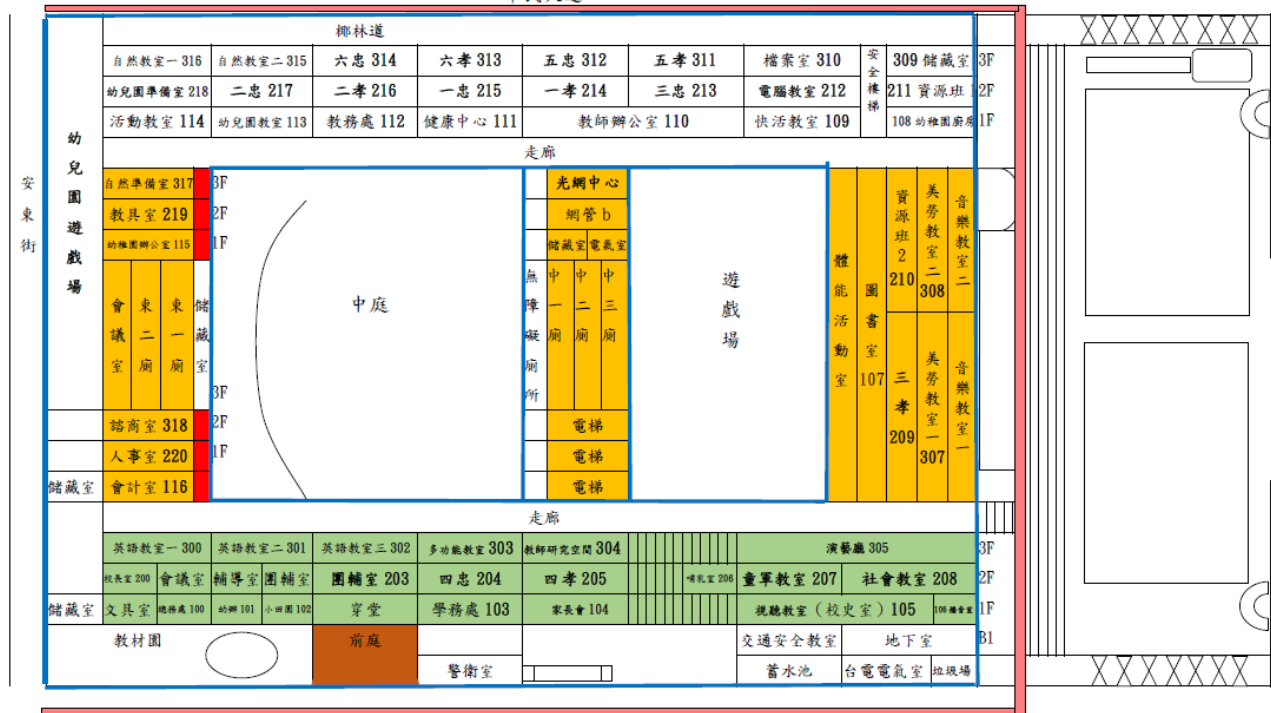 椰林道
自然教室一 316 自然教室二 315 六忠 314 六孝 313 五忠 312 五孝 311 檔案室 310 安全樓梯 309 儲藏室 3F
幼兒園準備室 218 二忠 217 二孝 216 一忠 215 一孝 214 三忠 213 電腦教室 212 211 資源班 1 2F
活動教室 114 幼兒園教室 113 教務處 112 健康中心 111 教師辦公室 110 快活教室 109 108 幼稚園廚房 1F
走廊
安東街
幼兒園遊戲場
自然準備室 317 3F
教具室 219 2F
幼稚園辦公室 115 1F
會議室 東二廁 東一廁 儲藏室
3F
諮商室 318 2F
人事室 220 1F
儲藏室 會計室 116
中庭
光網中心
網管 b
儲藏室 電氣室
無障礙廁所 中一廁 中二廁 中三廁
電梯
電梯
電梯
遊戲場
體能活動室
圖書室 107
資源班 2 210
三孝 209
美勞教室二 308
美勞教室一 307
音樂教室二
音樂教室一
走廊
英語教室一 300 英語教室二 301 英語教室三 302 多功能教室 303 教師研究空間 304 演藝廳 305 3F
校長室 200 會議室 輔導室 團輔室 團輔室 203 四忠 204 四孝 205 哺乳室 206 童軍教室 207 社會教室 208 2F
儲藏室 文具室 總務處 100 幼辦 101 小田園 102 穿堂 學務處 103 家長會 104 視聽教室（校史室）105 106 播音室 1F
教材園 前庭 交通安全教室 地下室 B1
警衛室 蓄水池 台電電氣室 垃圾場